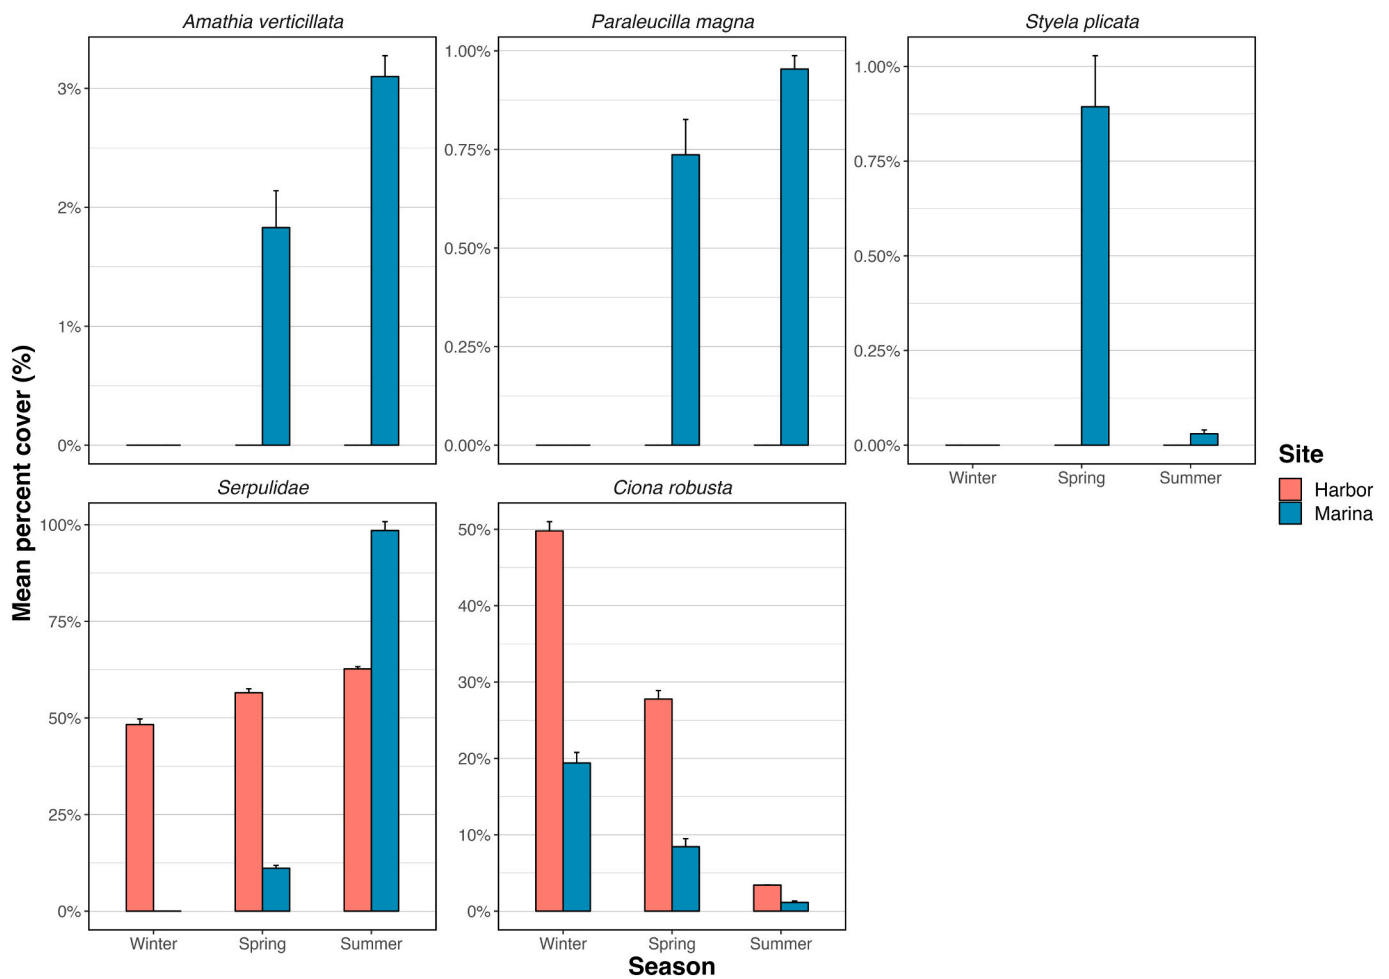 Amathia verticillata
Paraleucilla magna
Styela plicata
3%
2%
1%
0%
1.00%
0.75%
0.50%
0.25%
0.00%
1.00%
0.75%
0.50%
0.25%
0.00%
Winter Spring Summer
Mean percent cover (%)
Serpulidae
Ciona robusta
100%
75%
50%
25%
0%
50%
40%
30%
20%
10%
0%
Winter Spring Summer
Winter Spring Summer
Season
Site
Harbor
Marina